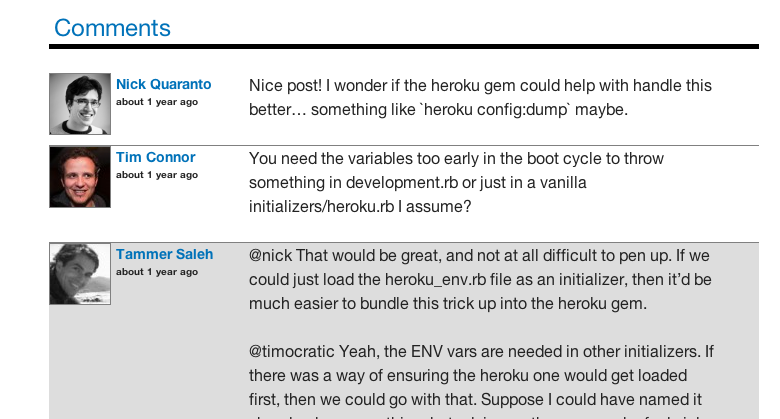 Comments
Nick Quaranto
about 1 year ago
Nice post! I wonder if the heroku gem could help with handle this
better… something like `heroku config:dump` maybe.
Tim Connor
about 1 year ago
You need the variables too early in the boot cycle to throw
something in development.rb or just in a vanilla
initializers/heroku.rb I assume?
Tammer Saleh
about 1 year ago
@nick That would be great, and not at all difficult to pen up. If we
could just load the heroku_env.rb file as an initializer, then it’d be
much easier to bundle this trick up into the heroku gem.
@timocratic Yeah, the ENV vars are needed in other initializers. If
there was a way of ensuring the heroku one would get loaded
first, then we could go with that. Suppose I could have named it